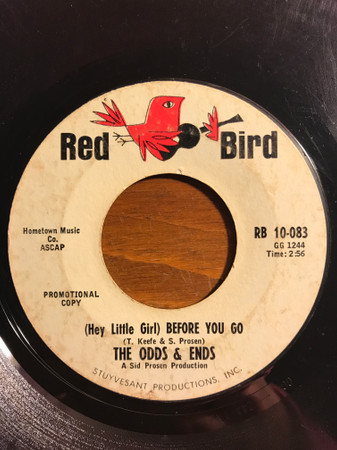 Red Bird
Hometown Music
Co.
ASCAP
RB 10-083
GG 1244
Time: 2:56
PROMOTIONAL
COPY
(Hey Little Girl) BEFORE YOU GO
(T. Keefe & S. Prosen)
THE ODDS & ENDS
A Sid Prosen Production
STUYVESANT PRODUCTIONS, INC.